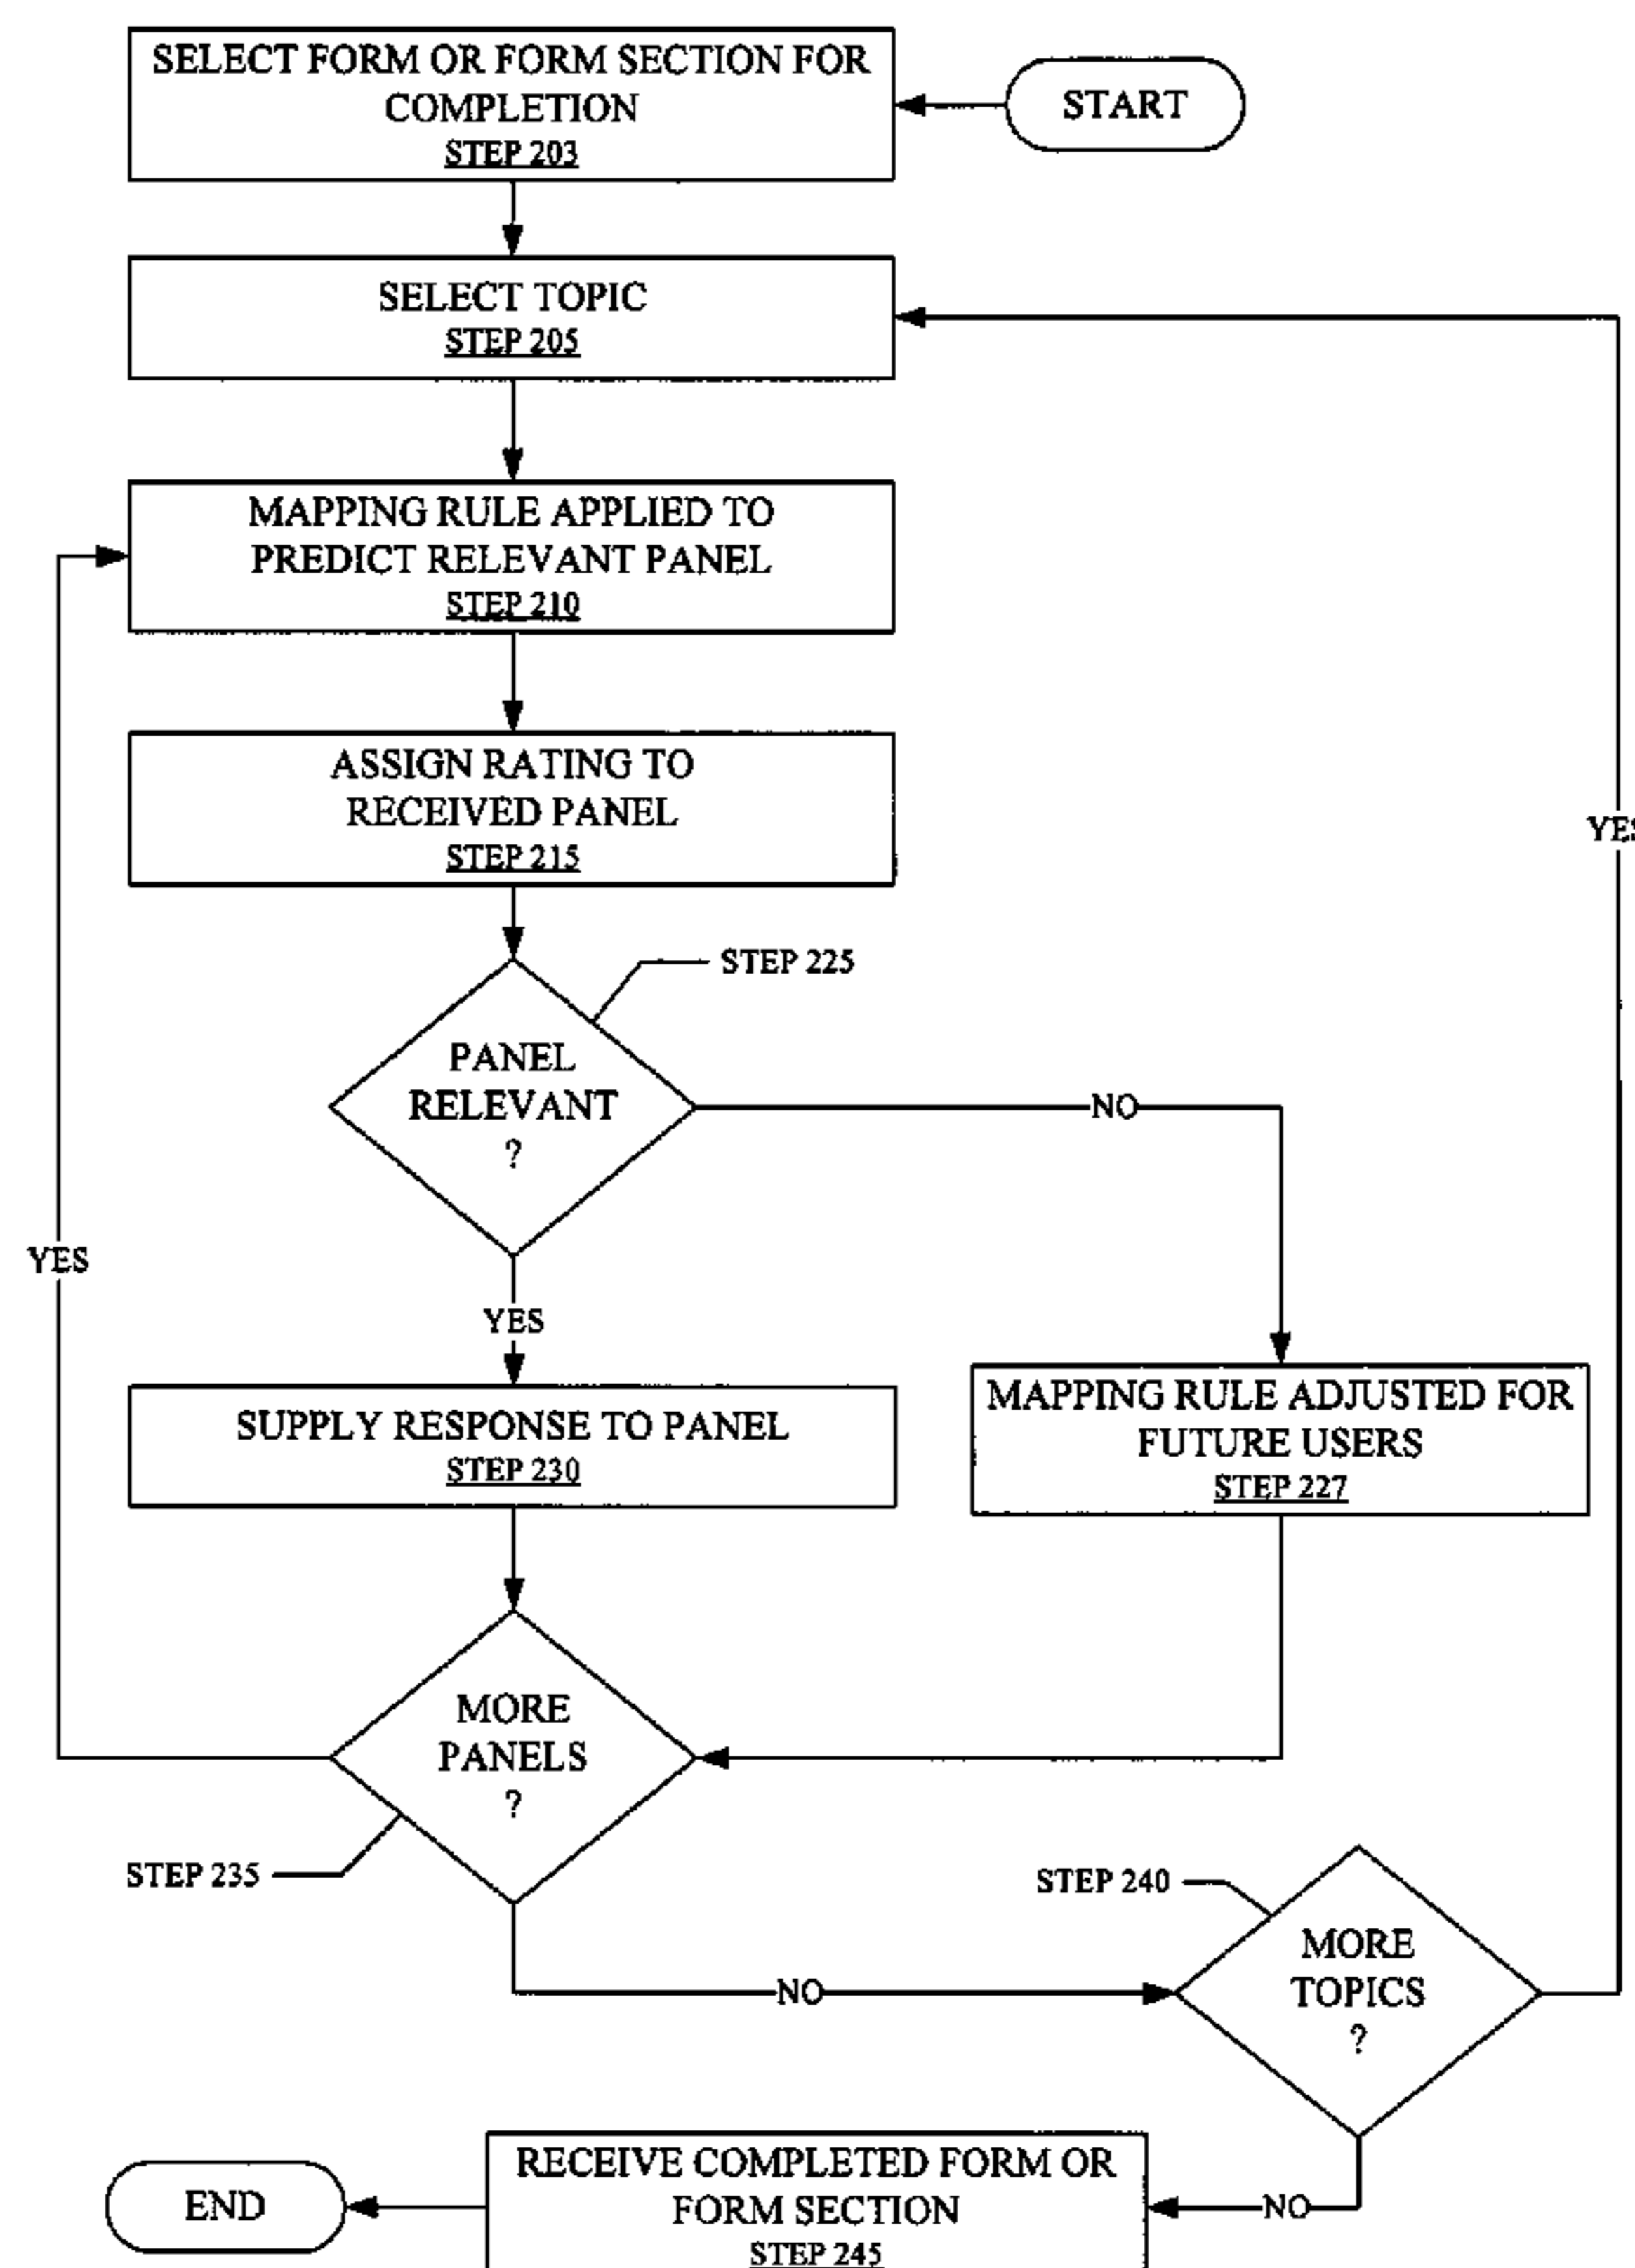 SELECT FORM OR FORM SECTION FOR
COMPLETION
STEP 203
START
SELECT TOPIC
STEP 205
MAPPING RULE APPLIED TO
PREDICT RELEVANT PANEL
STEP 210
ASSIGN RATING TO
RECEIVED PANEL
STEP 215
YES
STEP 225
PANEL
RELEVANT
?
NO
YES
YES
SUPPLY RESPONSE TO PANEL
STEP 230
MAPPING RULE ADJUSTED FOR
FUTURE USERS
STEP 227
MORE
PANELS
?
STEP 235
STEP 240
MORE
TOPICS
?
NO
RECEIVE COMPLETED FORM OR
FORM SECTION
STEP 245
END
NO